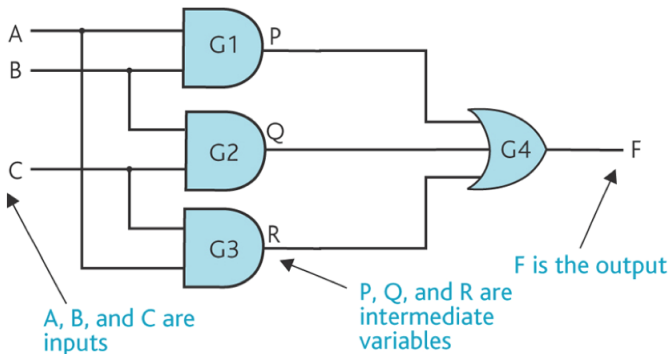 A
B
C
G1
P
G2
Q
G3
R
G4
F
F is the output
P, Q, and R are
intermediate
variables
A, B, and C are
inputs